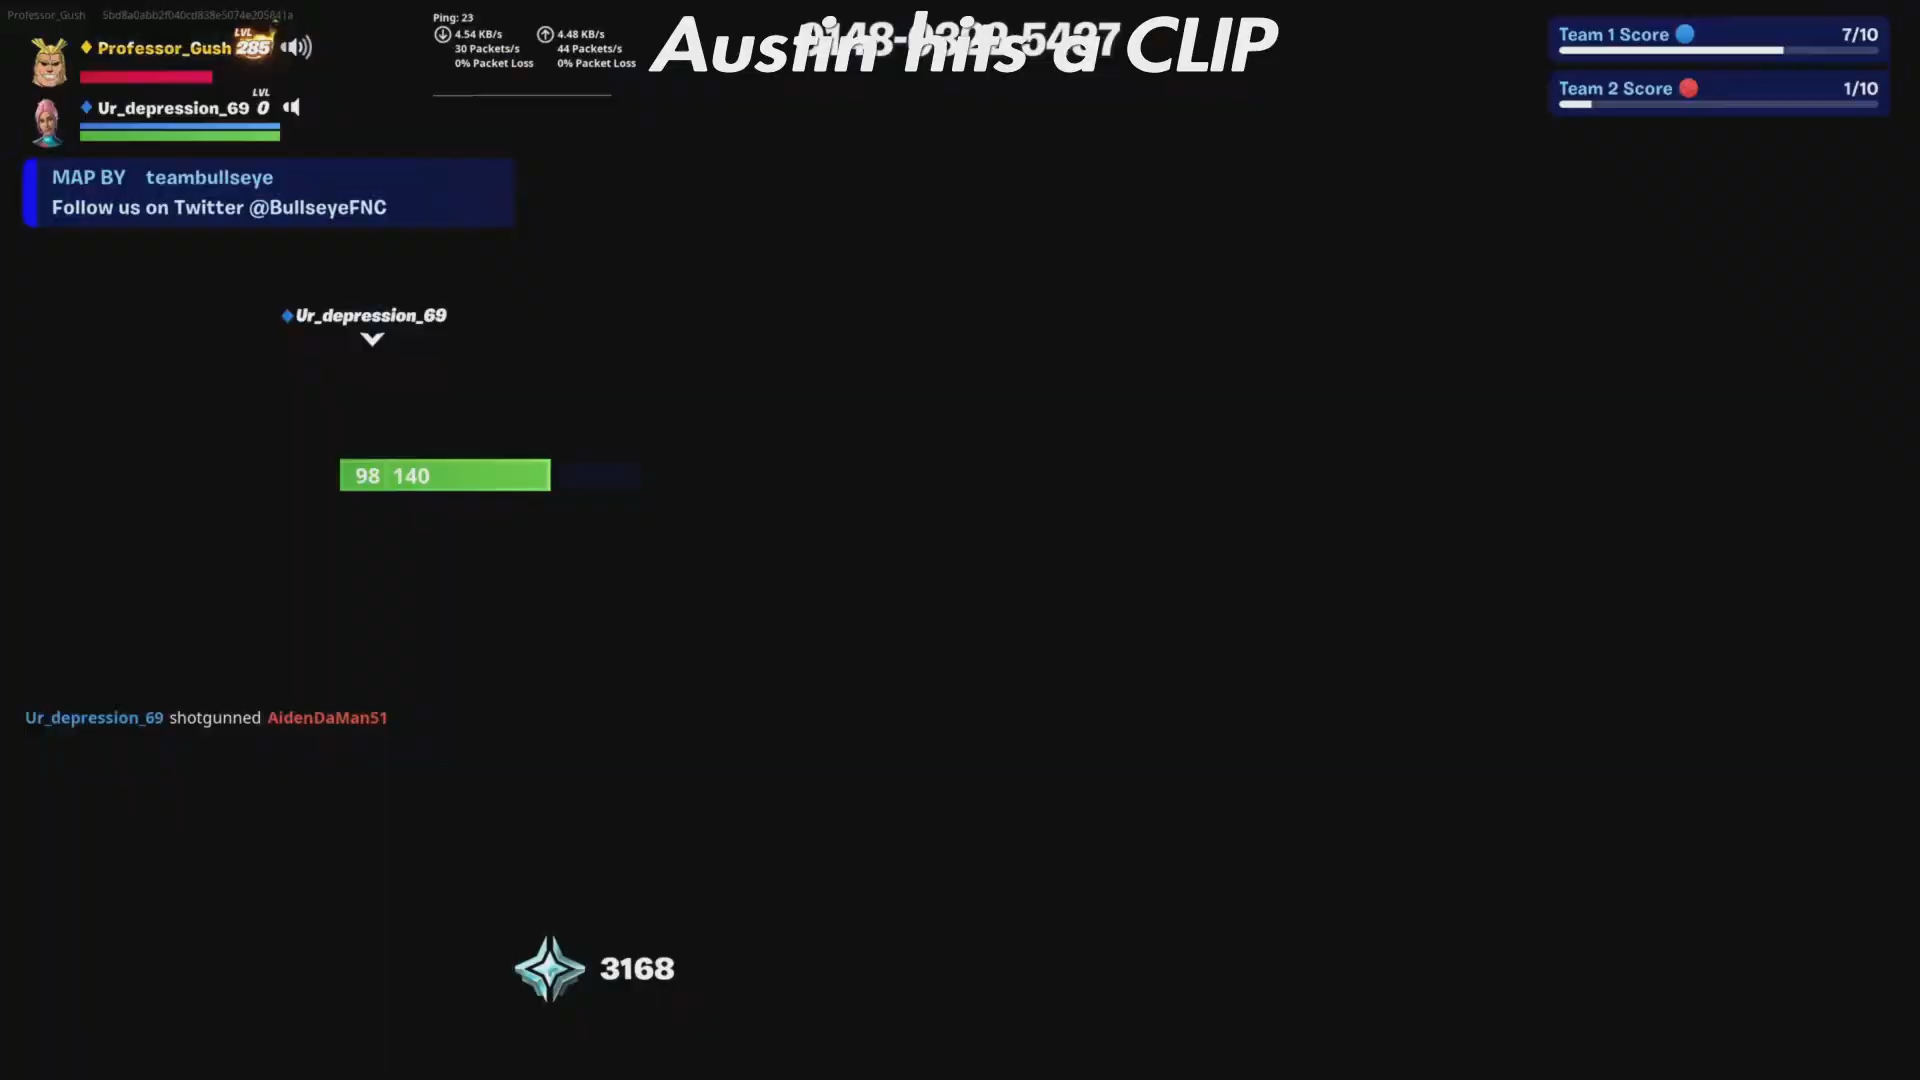 Professor_Gush
Professor_Gush
LVL
285
LVL
Ur_depression_69 0
Ping: 23
4.54 KB/s 4.48 KB/s
30 Packets/s 44 Packets/s
0% Packet Loss 0% Packet Loss
Austin hits a CLIP
Team 1 Score 7/10
Team 2 Score 1/10
MAP BY teambullseye
Follow us on Twitter @BullseyeFNC
Ur_depression_69
98 140
Ur_depression_69 shotgunned AidenDaMan51
3168